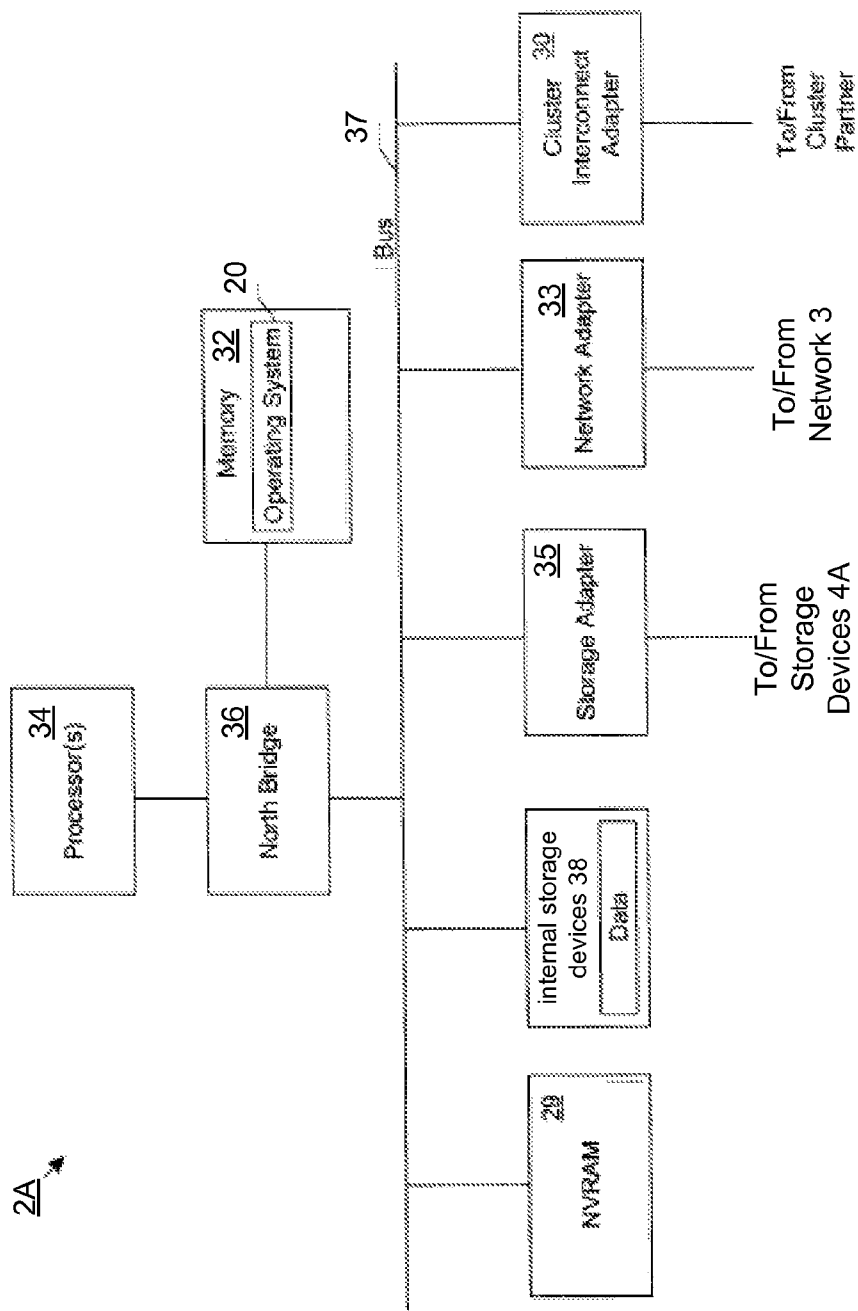 2A
34
Processor(s)
36
North Bridge
32
Memory
20
Operating System
37
Bus
29
NVRAM
internal storage
devices 38
Data
35
Storage Adapter
33
Network Adapter
30
Cluster
Interconnect
Adapter
To/From
Storage
Devices 4A
To/From
Network 3
To/From
Cluster
Partner